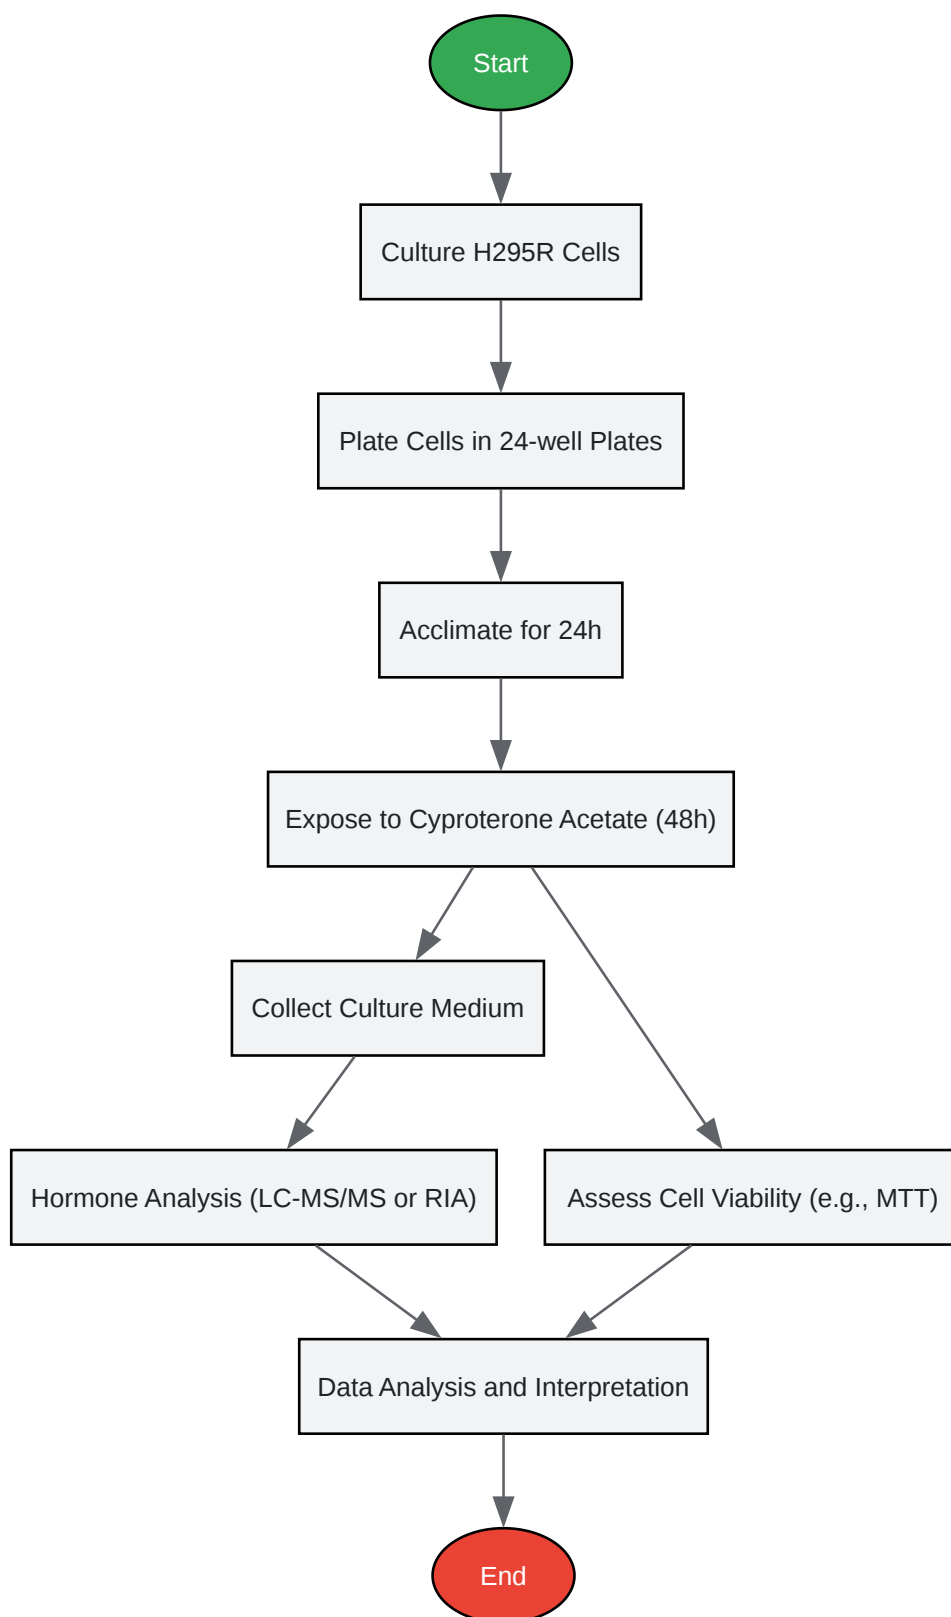 Start
Culture H295R Cells
Plate Cells in 24-well Plates
Acclimate for 24h
Expose to Cyproterone Acetate (48h)
Collect Culture Medium
Hormone Analysis (LC-MS/MS or RIA)
Assess Cell Viability (e.g., MTT)
Data Analysis and Interpretation
End